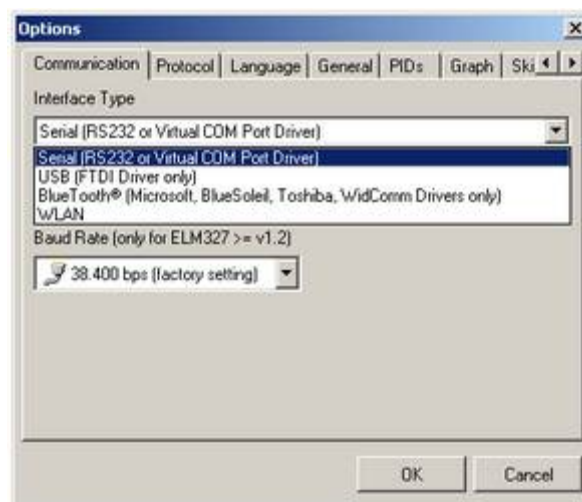 Options
Communication Protocol Language General PIDs Graph Ski
Interface Type
Serial (RS232 or Virtual COM Port Driver)
Serial (RS232 or Virtual COM Port Driver)
USB (FTDI Driver only)
BlueTooth® (Microsoft, BlueSoleil, Toshiba, WidComm Drivers only)
WLAN
Baud Rate (only for ELM327 >= v1.2)
38.400 bps (factory setting)
OK Cancel